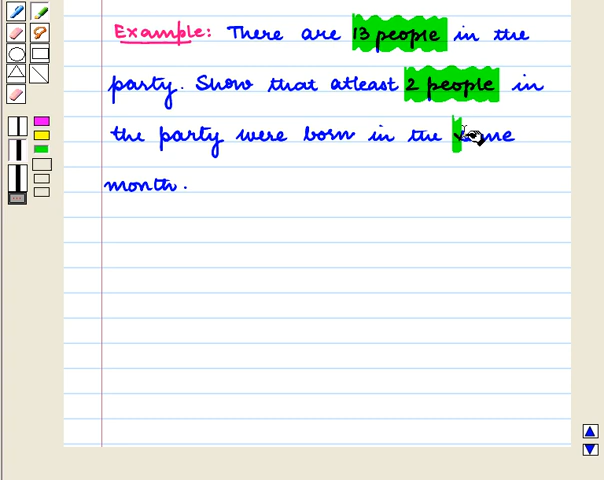 Example: There are 13 people in the
party. Show that atleast 2 people in
the party were born in the same
month.